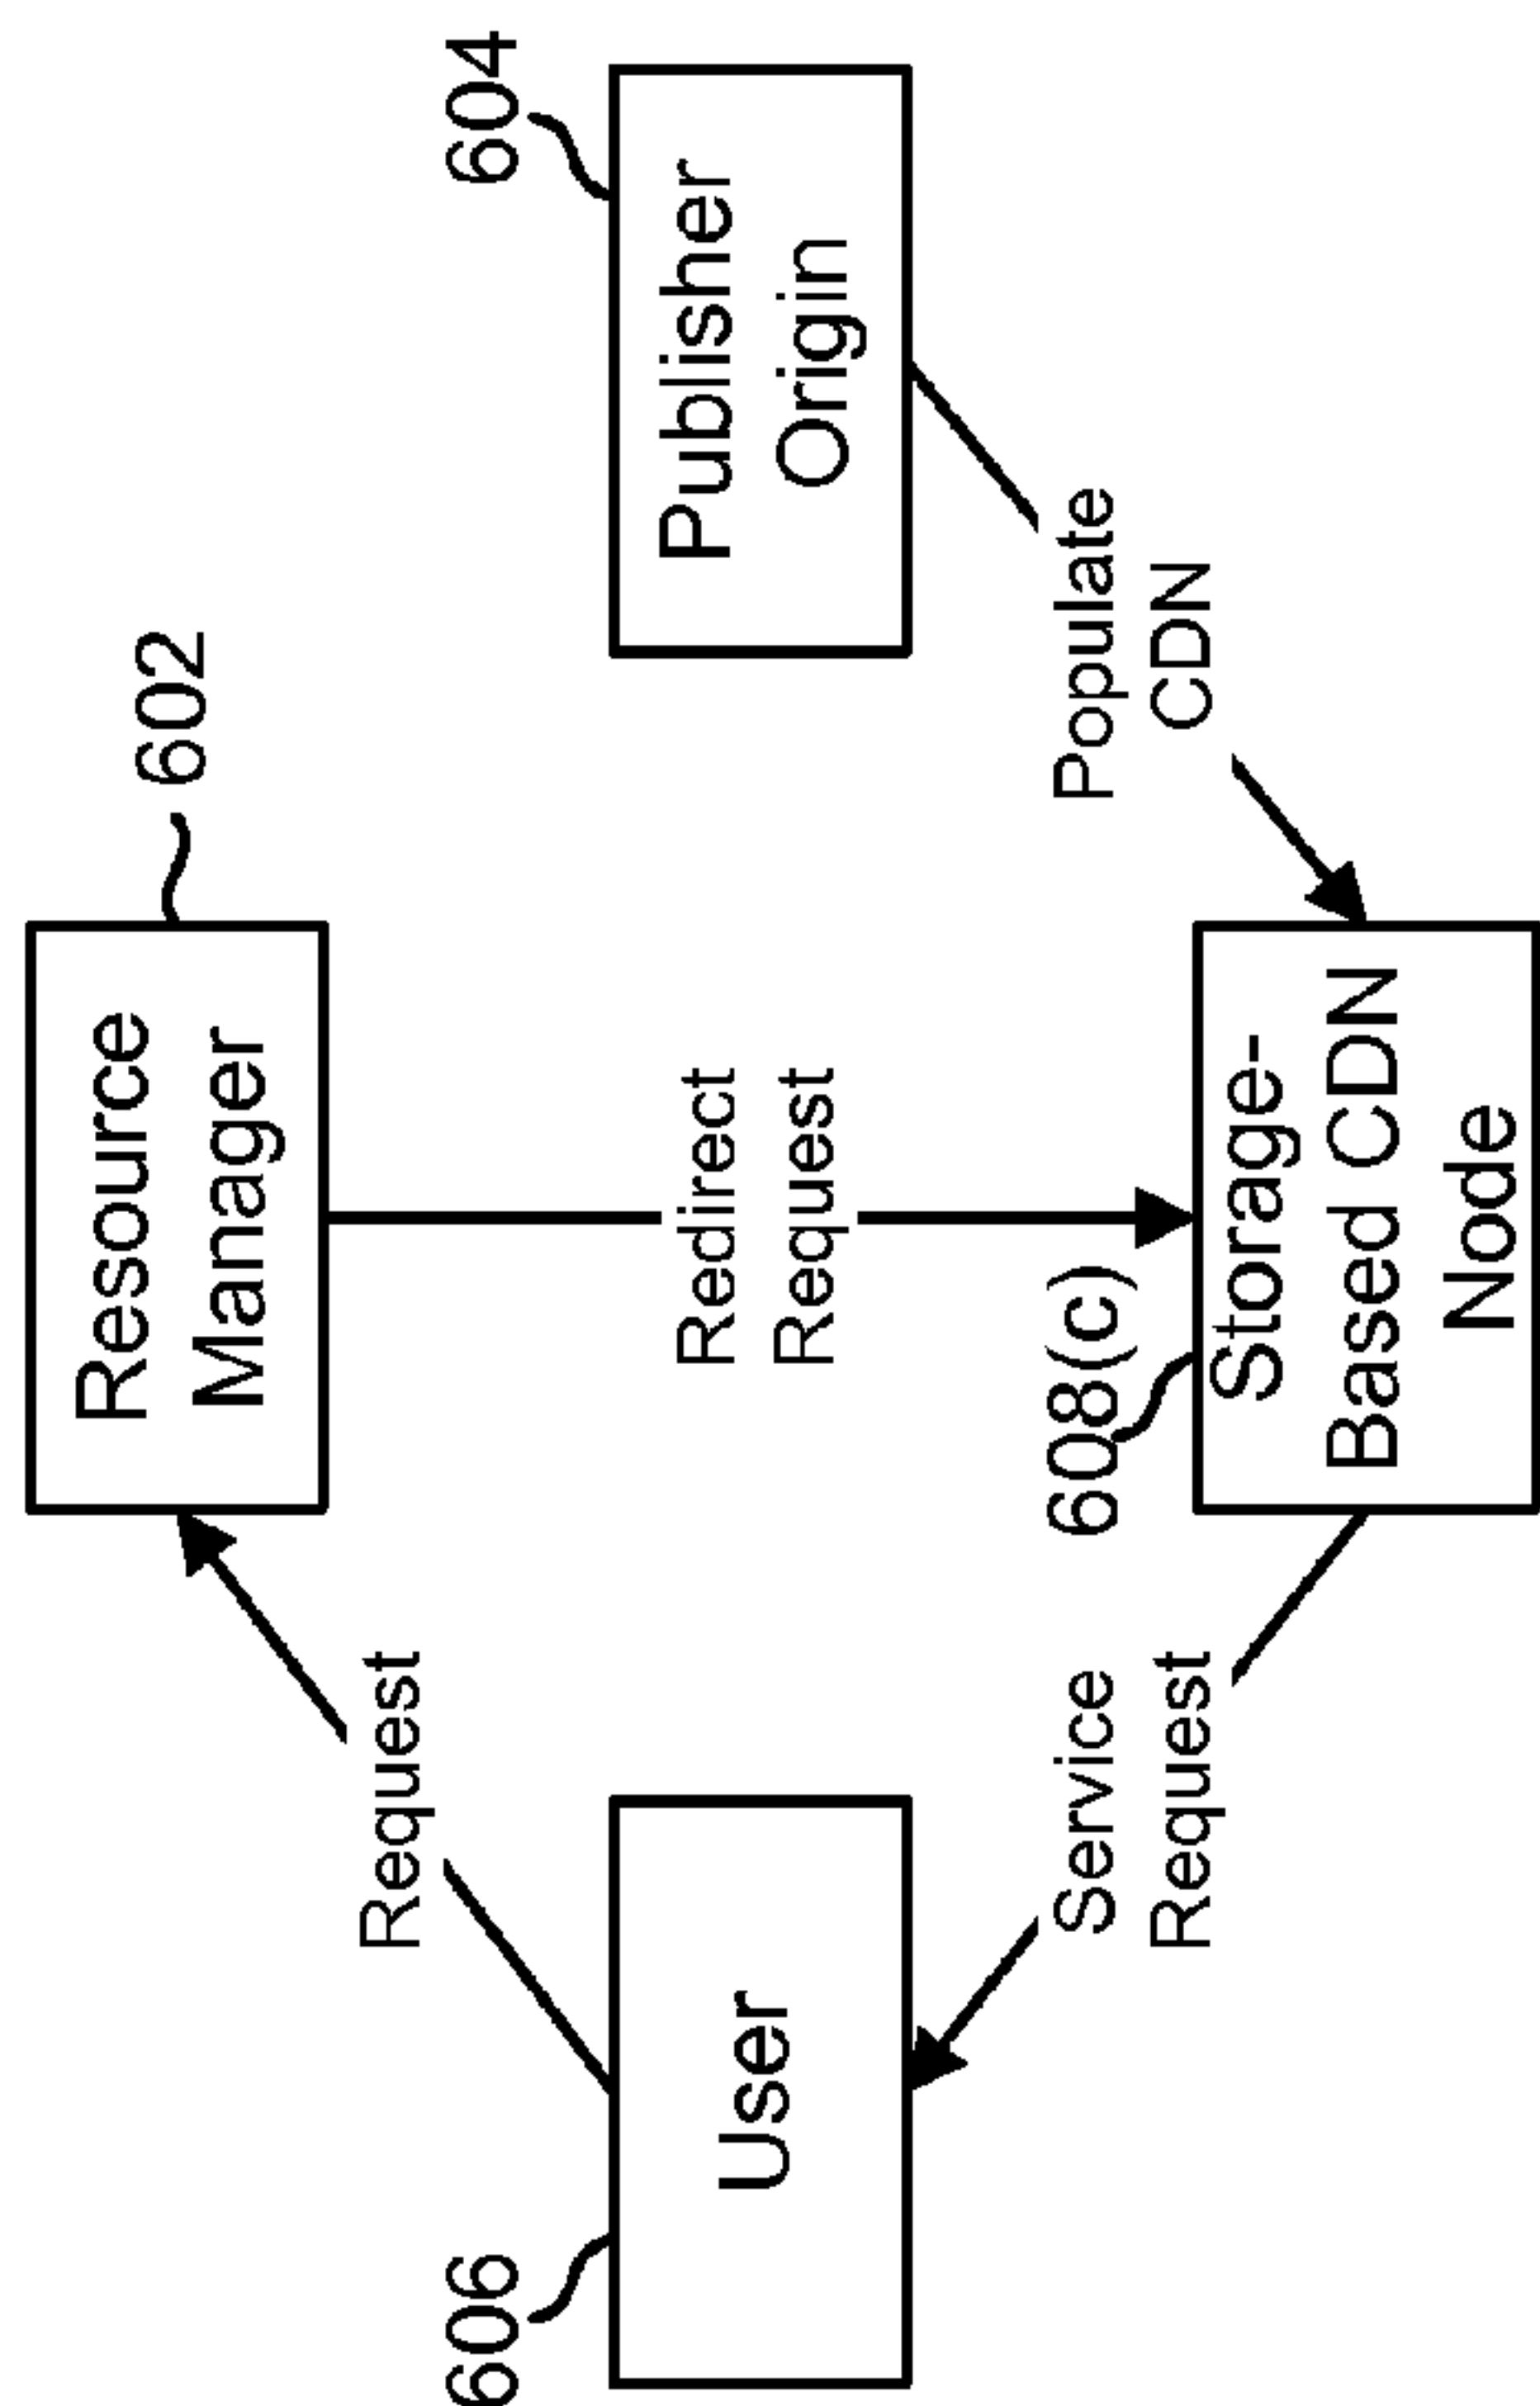 602
Resource
Manager
Request
606
User
Redirect
Request
604
Publisher
Origin
608(c)
Service
Request
Populate
CDN
Storage-
Based CDN
Node